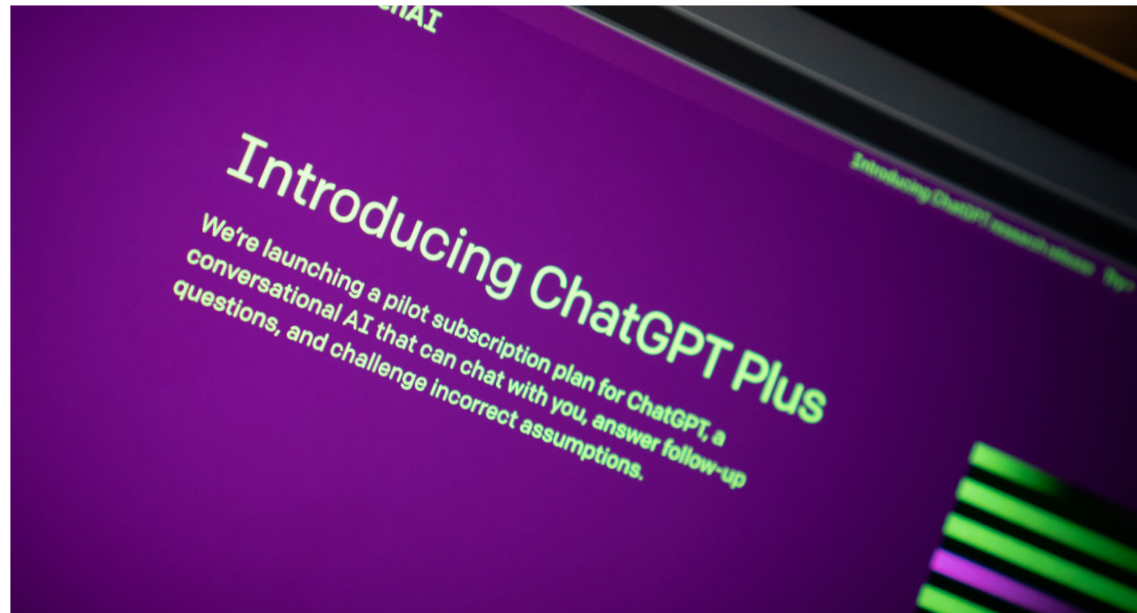 Introducing ChatGPT research release
Introducing ChatGPT Plus
We're launching a pilot subscription plan for ChatGPT, a
conversational AI that can chat with you, answer follow-up
questions, and challenge incorrect assumptions.